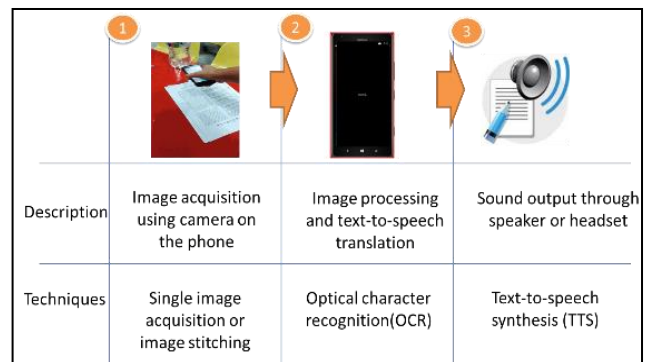 1
2
3
Description
Image acquisition
using camera on
the phone
Image processing
and text-to-speech
translation
Sound output through
speaker or headset
Techniques
Single image
acquisition or
image stitching
Optical character
recognition(OCR)
Text-to-speech
synthesis (TTS)